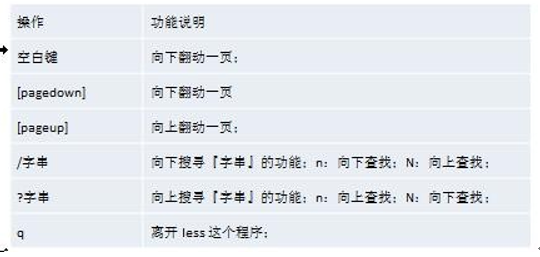 操作 功能说明
空白键 向下翻动一页；
[pagedown] 向下翻动一页
[pageup] 向上翻动一页；
/字串 向下搜寻『字串』的功能；n：向下查找；N：向上查找；
?字串 向上搜寻『字串』的功能；n：向上查找；N：向下查找；
q 离开 less 这个程序；